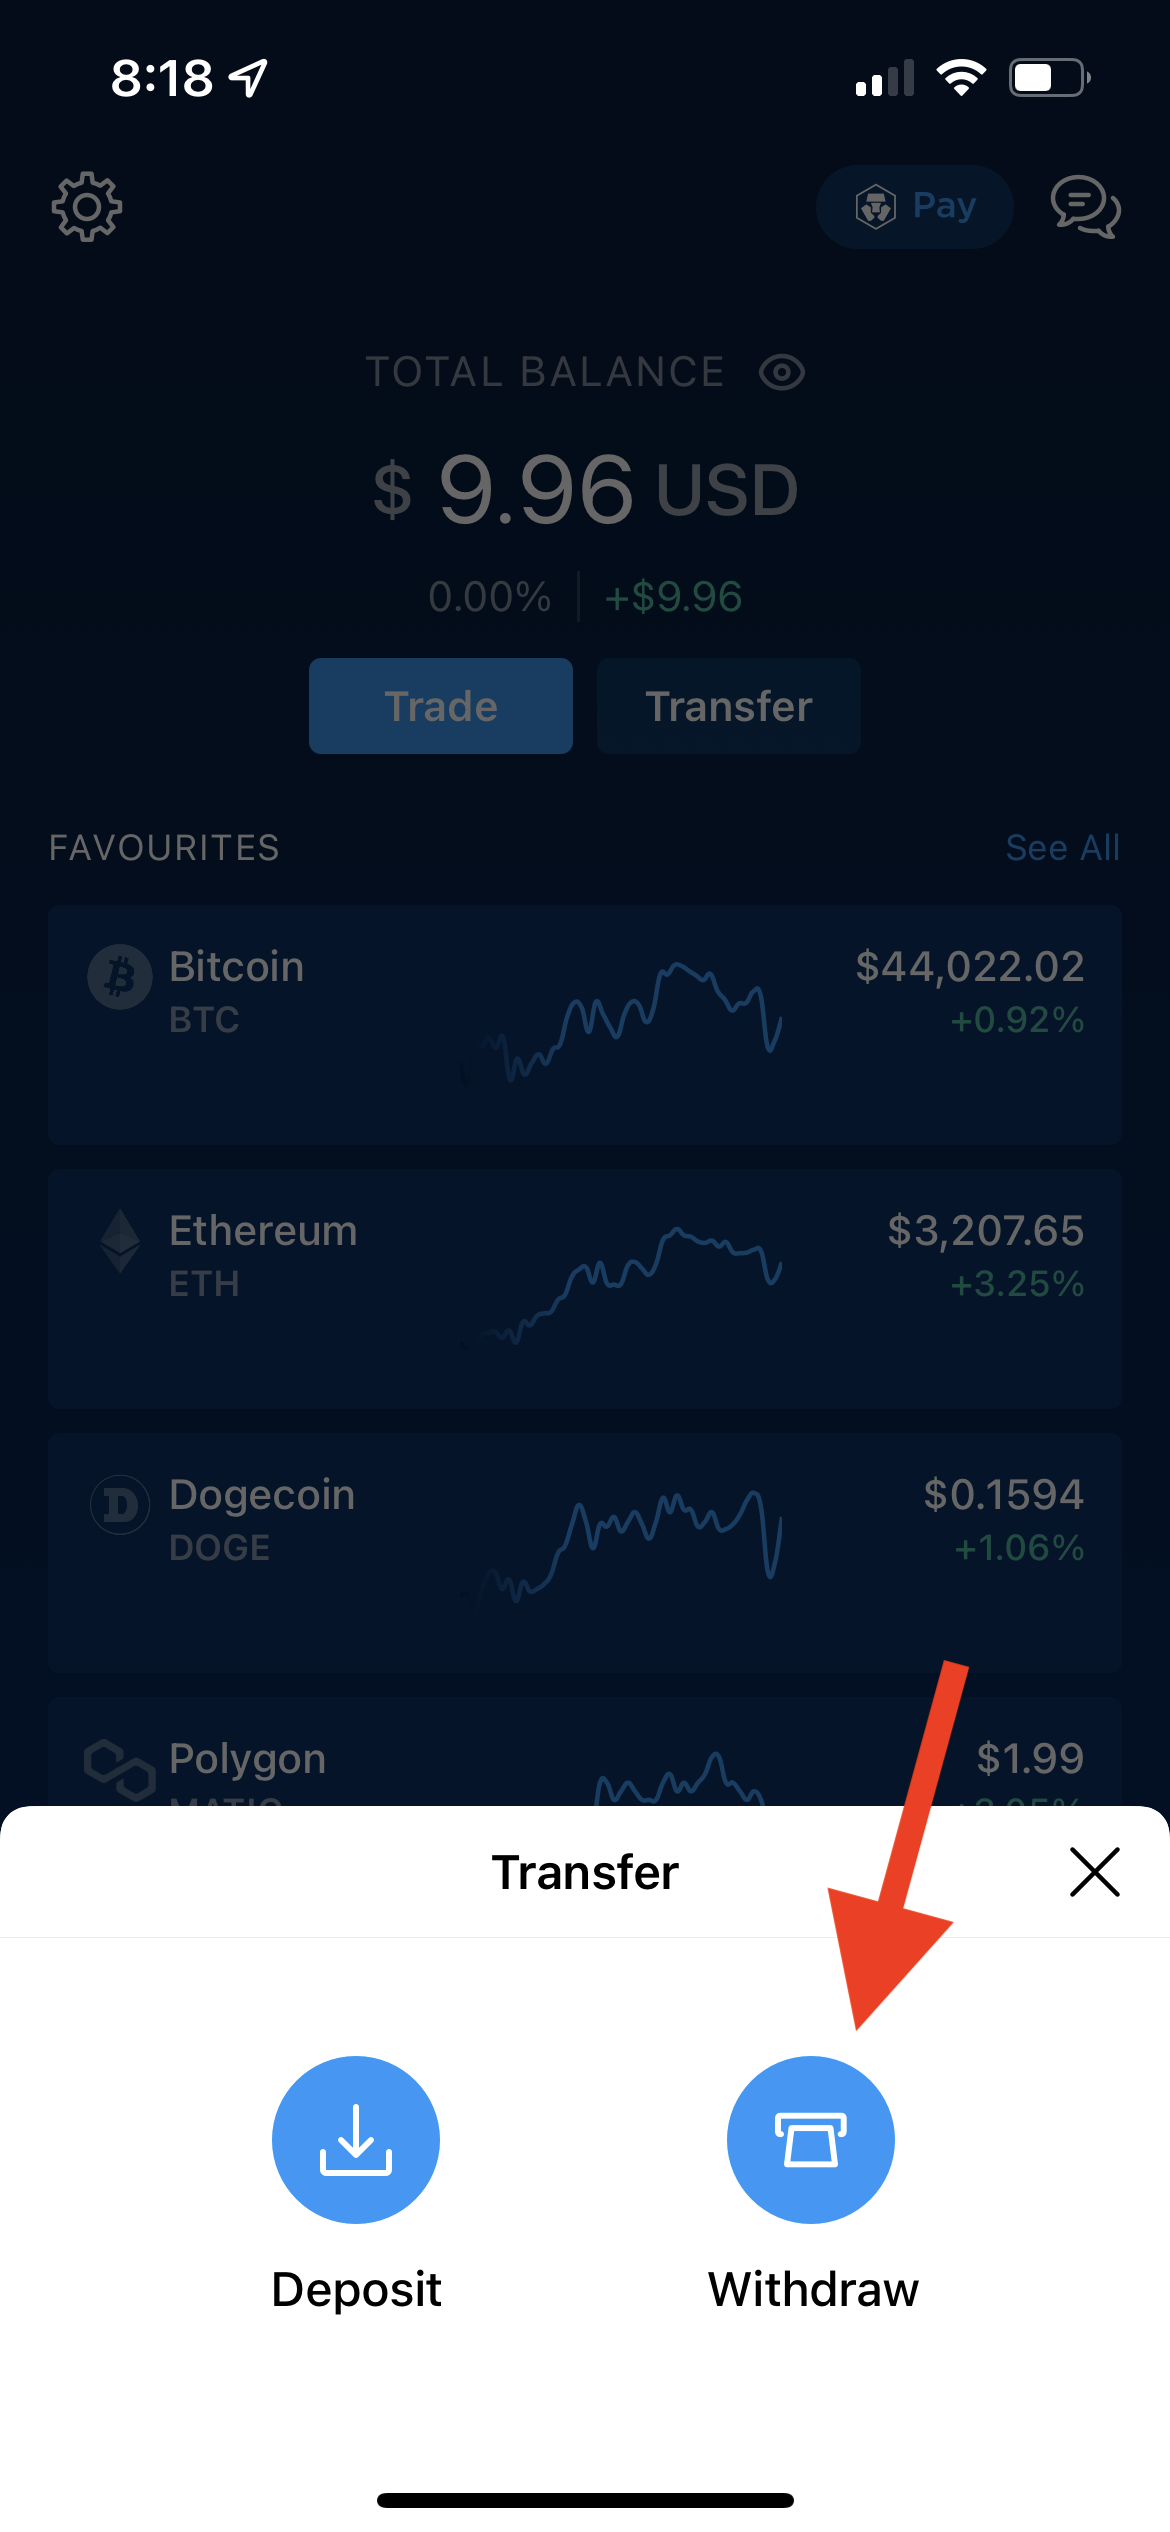 8:18
Pay
TOTAL BALANCE
$ 9.96 USD
0.00% +$9.96
Trade Transfer
FAVOURITES See All
Bitcoin $44,022.02
BTC +0.92%
Ethereum $3,207.65
ETH +3.25%
Dogecoin $0.1594
DOGE +1.06%
Polygon $1.99
MATIC
Transfer
Deposit Withdraw